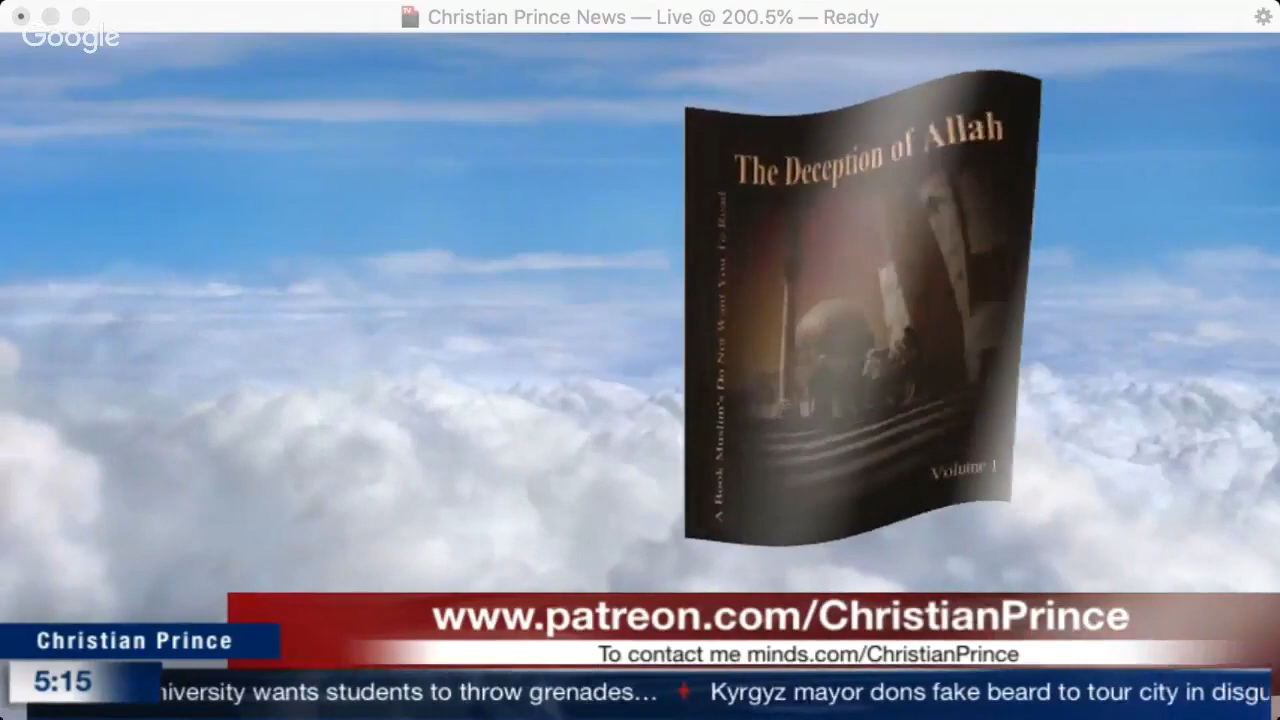 Christian Prince News — Live @ 200.5% — Ready
Google
The Deception of Allah
A Book Muslim's Do Not Want You To Read
Volume 1
www.patreon.com/ChristianPrince
Christian Prince
To contact me minds.com/ChristianPrince
5:15
niversity wants students to throw grenades... Kyrgyz mayor dons fake beard to tour city in disgu